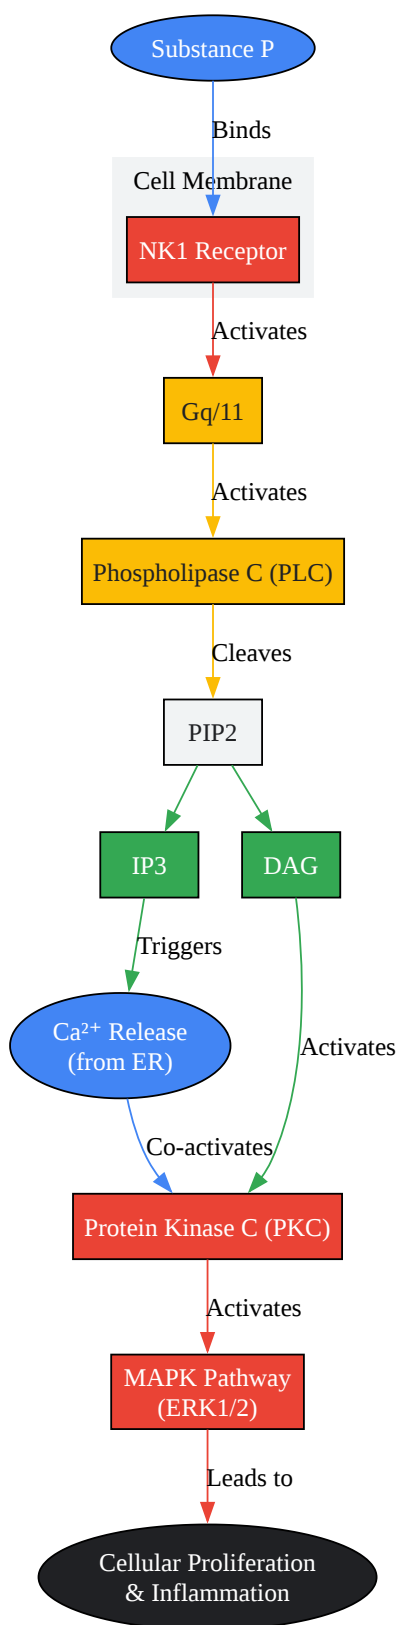 Substance P
Binds
Cell Membrane
NK1 Receptor
Activates
Gq/11
Activates
Phospholipase C (PLC)
Cleaves
PIP2
IP3
DAG
Triggers
Ca²⁺ Release
(from ER)
Activates
Co-activates
Protein Kinase C (PKC)
Activates
MAPK Pathway
(ERK1/2)
Leads to
Cellular Proliferation
& Inflammation